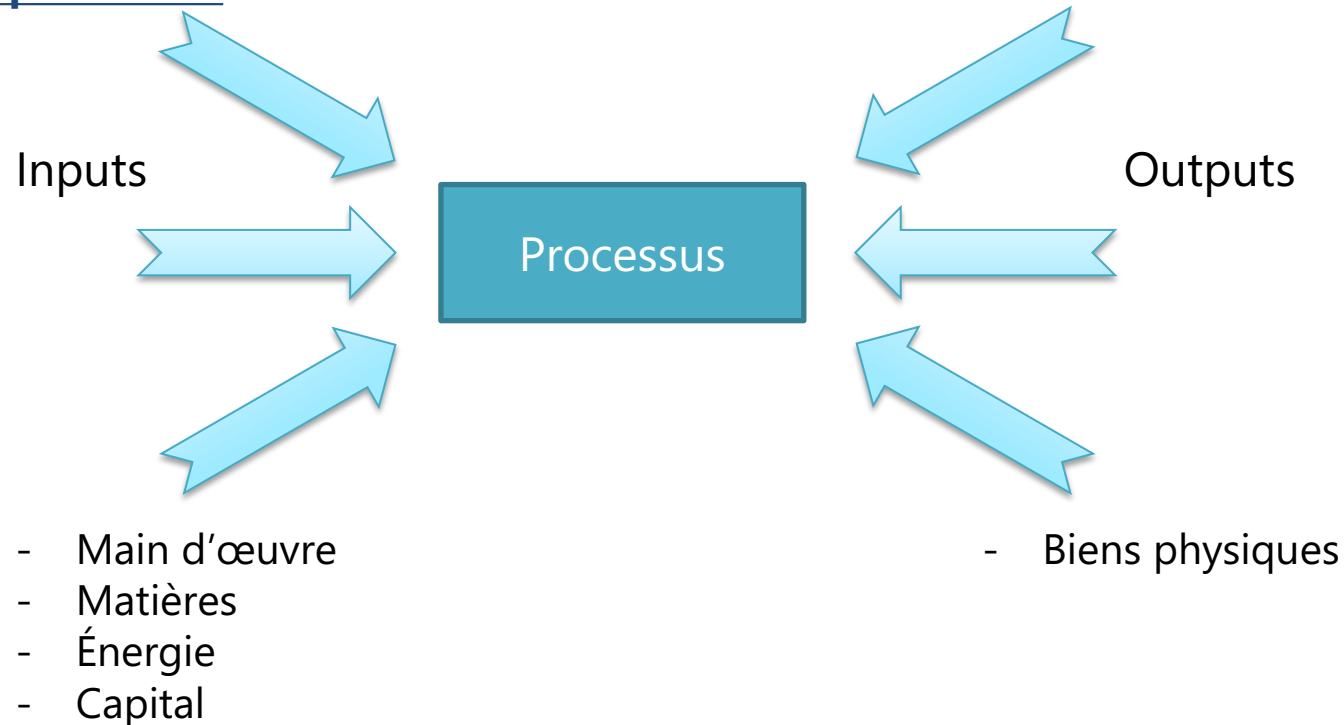 Inputs
Outputs
Processus
- Main d’œuvre
- Matières
- Énergie
- Capital
- Biens physiques